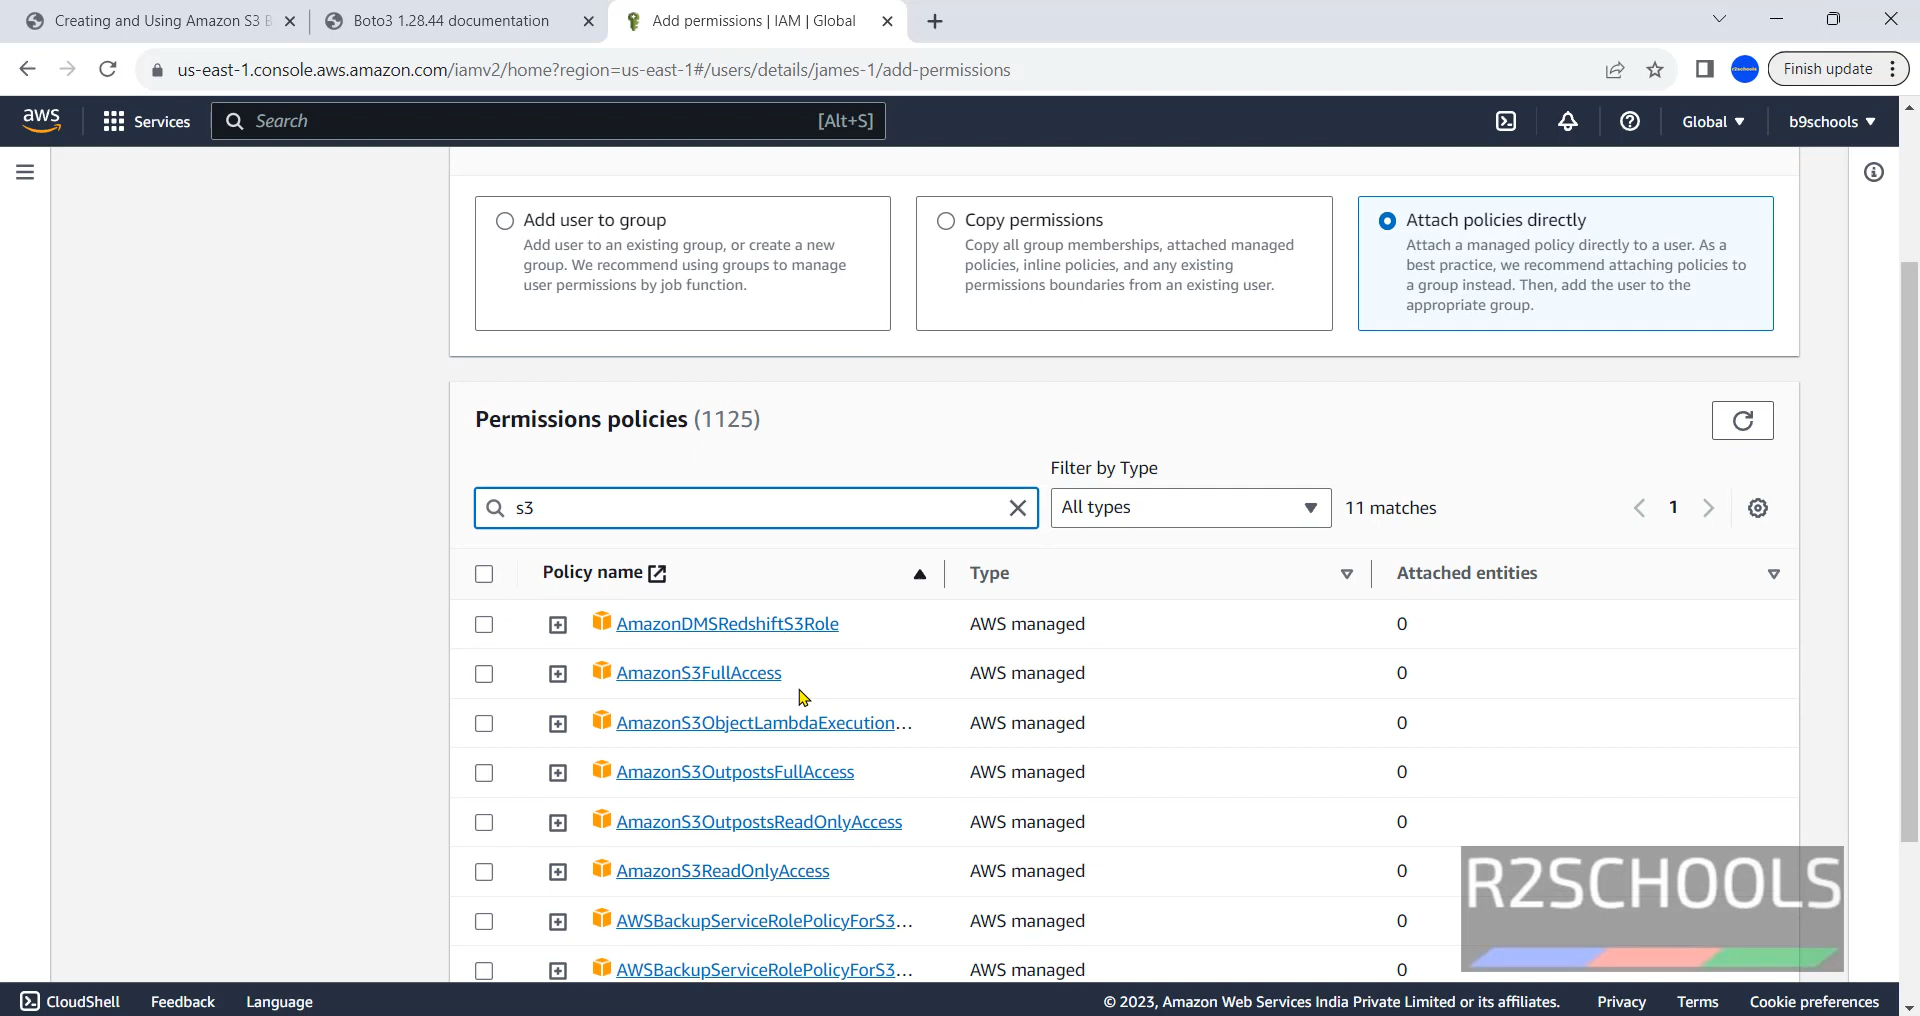 Creating and Using Amazon S3 B
Boto3 1.28.44 documentation
Add permissions | IAM | Global
us-east-1.console.aws.amazon.com/iamv2/home?region=us-east-1#/users/details/james-1/add-permissions
Finish update
aws
Services
Search
[Alt+S]
Global
b9schools
Add user to group
Add user to an existing group, or create a new
group. We recommend using groups to manage
user permissions by job function.
Copy permissions
Copy all group memberships, attached managed
policies, inline policies, and any existing
permissions boundaries from an existing user.
Attach policies directly
Attach a managed policy directly to a user. As a
best practice, we recommend attaching policies to
a group instead. Then, add the user to the
appropriate group.
Permissions policies (1125)
Filter by Type
s3
All types
11 matches
1
Policy name
Type
Attached entities
AmazonDMSRedshiftS3Role AWS managed 0
AmazonS3FullAccess AWS managed 0
AmazonS3ObjectLambdaExecution... AWS managed 0
AmazonS3OutpostsFullAccess AWS managed 0
AmazonS3OutpostsReadOnlyAccess AWS managed 0
AmazonS3ReadOnlyAccess AWS managed 0
AWSBackupServiceRolePolicyForS3... AWS managed 0
AWSBackupServiceRolePolicyForS3... AWS managed 0
R2SCHOOLS
CloudShell
Feedback
Language
© 2023, Amazon Web Services India Private Limited or its affiliates.
Privacy
Terms
Cookie preferences